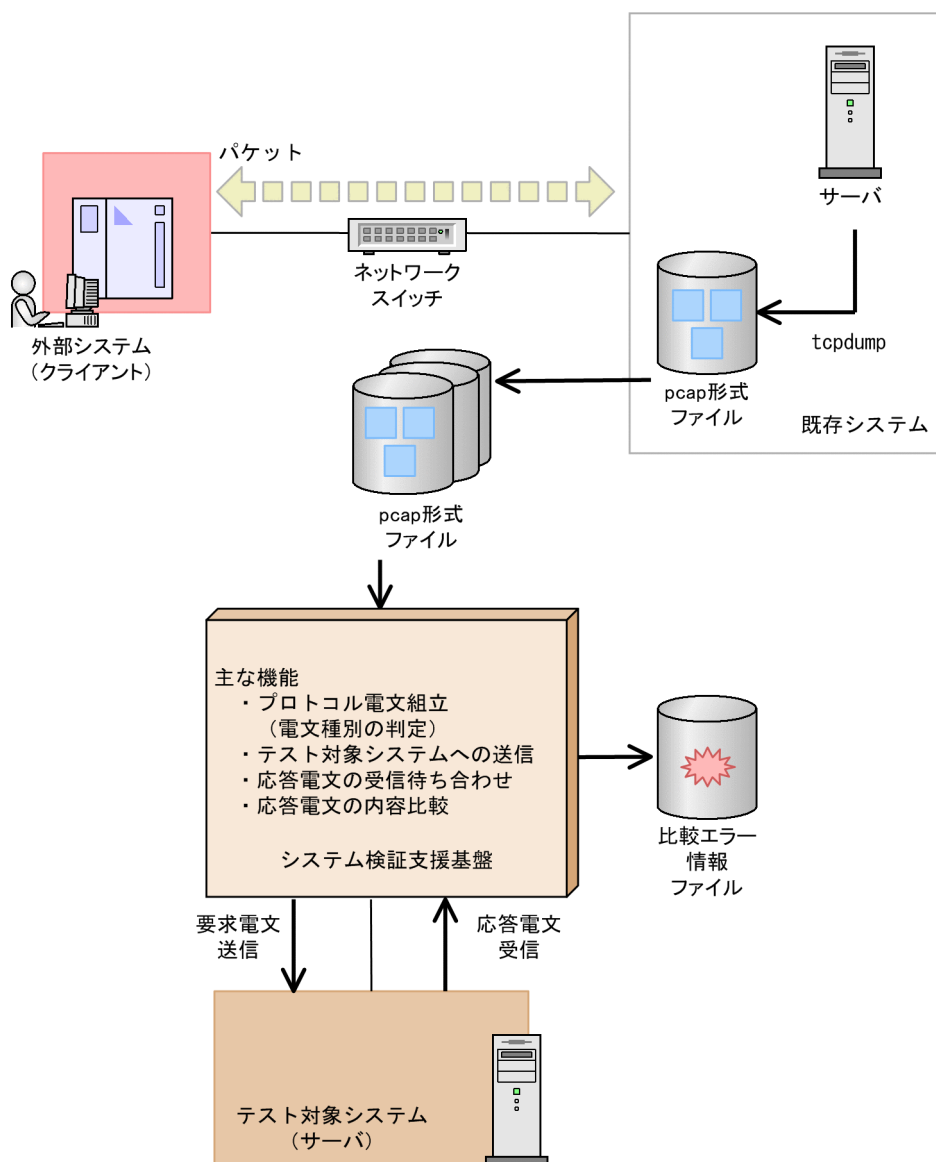 パケット
サーバ
ネットワーク
スイッチ
外部システム
(クライアント)
tcpdump
pcap形式
ファイル
既存システム
pcap形式
ファイル
主な機能
・プロトコル電文組立
(電文種別の判定)
・テスト対象システムへの送信
・応答電文の受信待ち合わせ
・応答電文の内容比較
システム検証支援基盤
比較エラー
情報
ファイル
要求電文
送信
応答電文
受信
テスト対象システム
(サーバ)